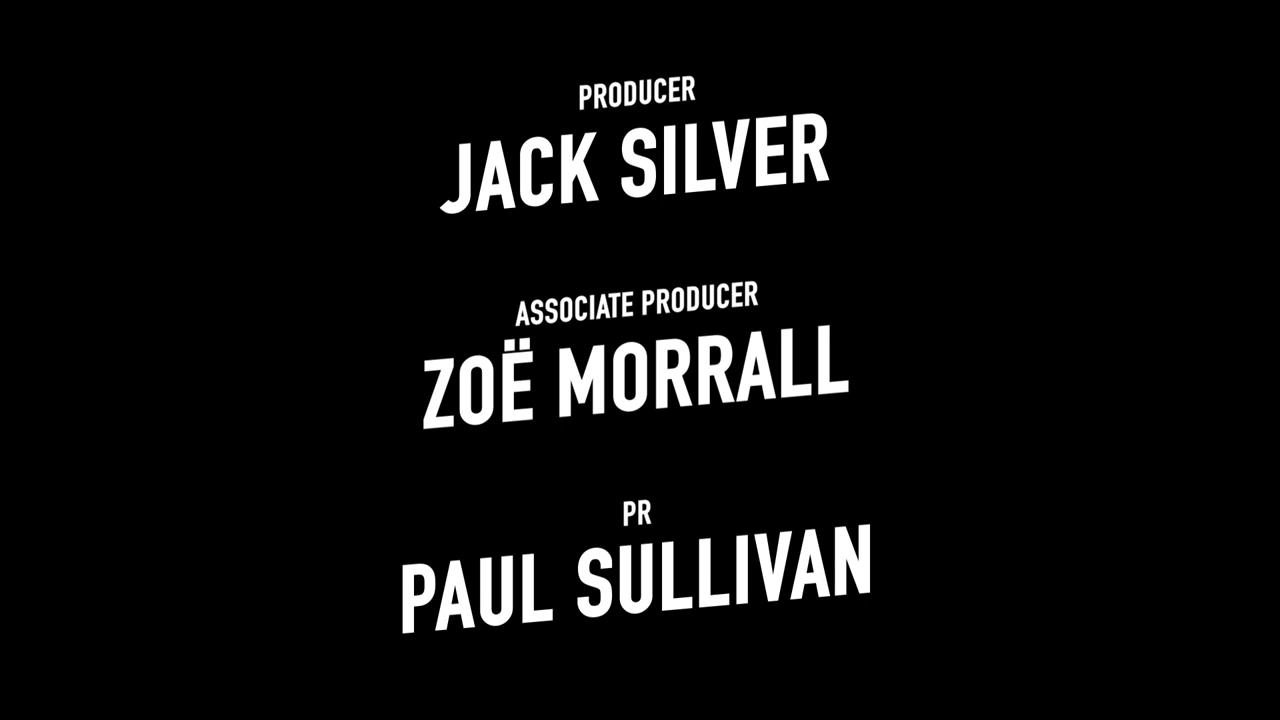 PRODUCER
JACK SILVER
ASSOCIATE PRODUCER
ZOË MORRALL
PR
PAUL SULLIVAN